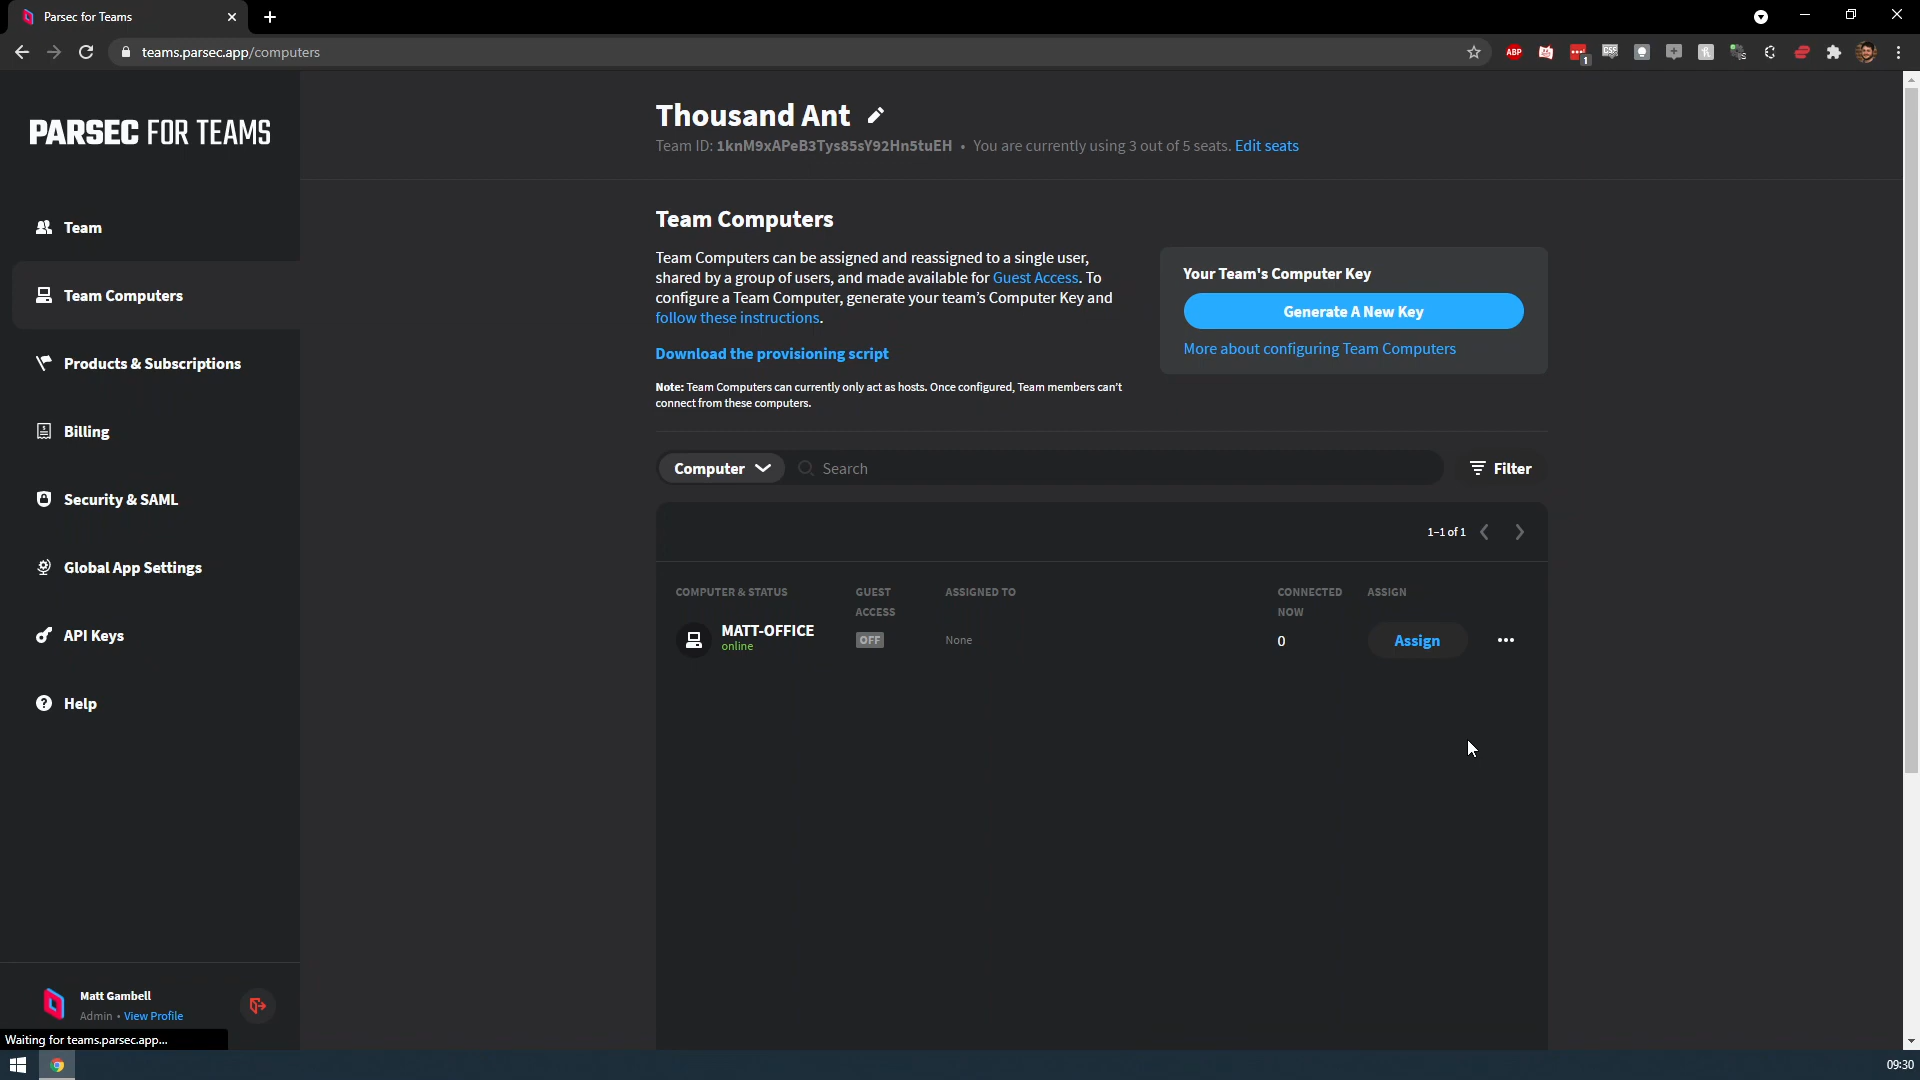 Parsec for Teams
teams.parsec.app/computers
ABP
1
PARSEC FOR TEAMS
Team
Team Computers
Products & Subscriptions
Billing
Security & SAML
Global App Settings
API Keys
Help
Matt Gambell
Admin • View Profile
Waiting for teams.parsec.app...
Thousand Ant
Team ID: 1knM9xAPeB3Tys85sY92Hn5tuEH • You are currently using 3 out of 5 seats. Edit seats
Team Computers
Team Computers can be assigned and reassigned to a single user,
shared by a group of users, and made available for Guest Access. To
configure a Team Computer, generate your team's Computer Key and
follow these instructions.
Download the provisioning script
Note: Team Computers can currently only act as hosts. Once configured, Team members can't
connect from these computers.
Your Team's Computer Key
Generate A New Key
More about configuring Team Computers
Computer
Search
Filter
1–1 of 1
COMPUTER & STATUS
GUEST
ACCESS
ASSIGNED TO
CONNECTED
NOW
ASSIGN
MATT-OFFICE
online
OFF
None
0
Assign
09:30